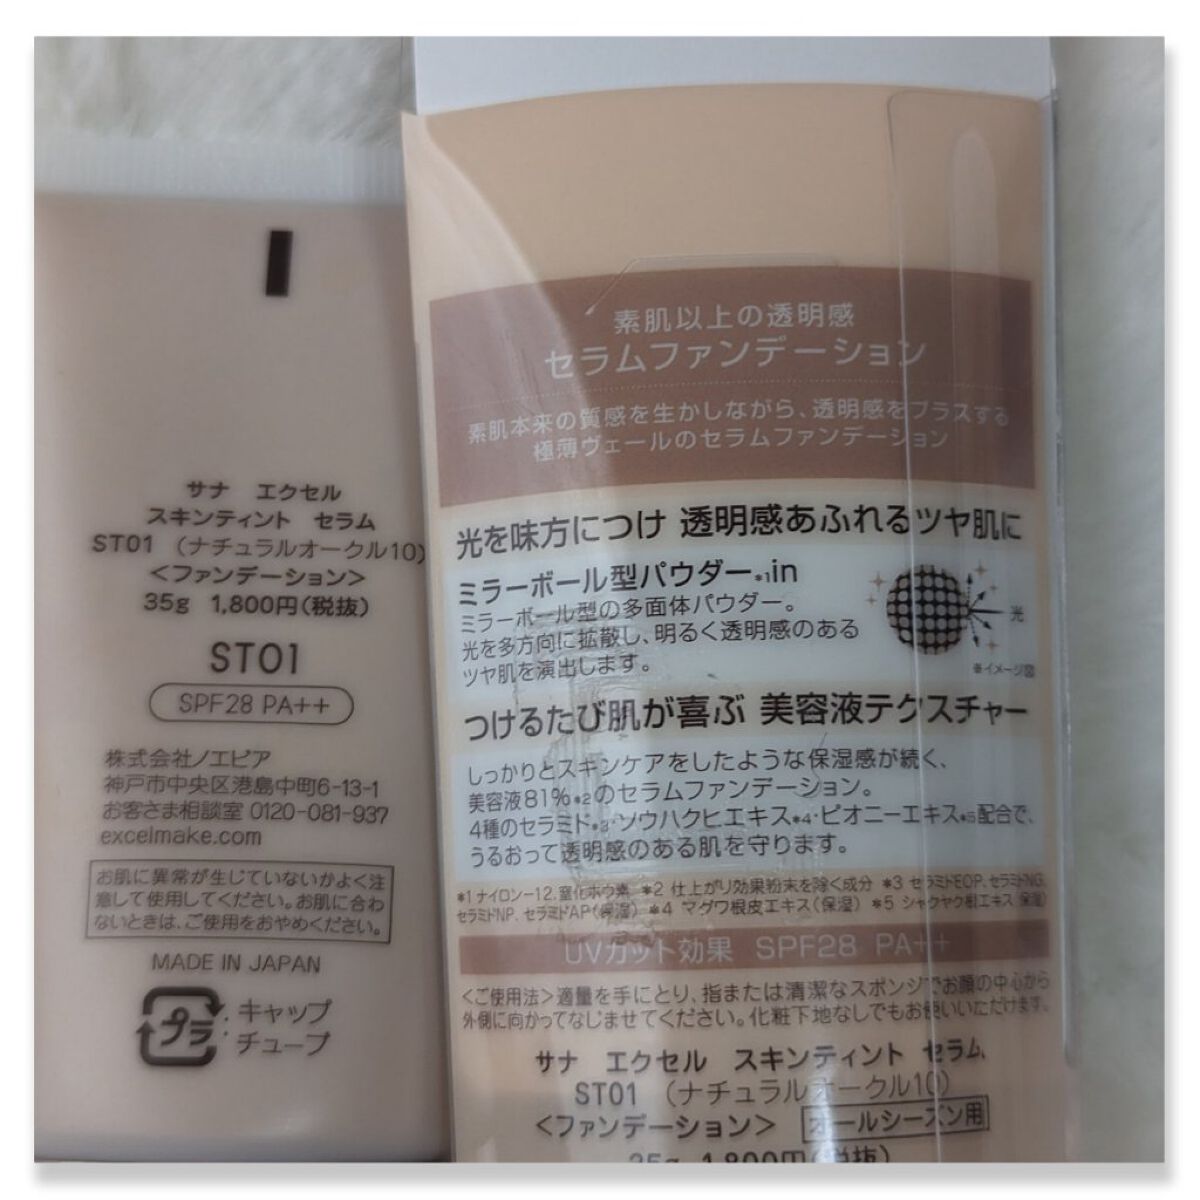 サナ エクセル
スキンティント セラム
ST01 (ナチュラルオークル10)
<ファンデーション>
35g 1,800円(税抜)
ST01
SPF28 PA++
株式会社ノエビア
神戸市中央区港島中町6-13-1
お客さま相談室 0120-081-937
excelmake.com
お肌に異常が生じていないかよく注
意して使用してください。お肌に合わ
ないときは、ご使用をおやめください。
MADE IN JAPAN
プラ : キャップ
: チューブ
素肌以上の透明感
セラムファンデーション
素肌本来の質感を生かしながら、透明感をプラスする
極薄ヴェールのセラムファンデーション
光を味方につけ 透明感あふれるツヤ肌に
ミラーボール型パウダー*1in
ミラーボール型の多面体パウダー。
光を多方向に拡散し、明るく透明感のある
ツヤ肌を演出します。
光
※イメージ図
つけるたび肌が喜ぶ 美容液テクスチャー
しっかりとスキンケアをしたような保湿感が続く、
美容液81%*2のセラムファンデーション。
4種のセラミド*3・ソウハクヒエキス*4・ピオニーエキス*5配合で、
うるおって透明感のある肌を守ります。
*1 ナイロン-12、窒化ホウ素 *2 仕上がり効果粉末を除く成分 *3 セラミドEOP、セラミドNG、
セラミドNP、セラミドAP(保湿) *4 マグワ根皮エキス(保湿) *5 シャクヤク根エキス(保湿)
UVカット効果 SPF28 PA++
<ご使用法>適量を手にとり、指または清潔なスポンジでお顔の中心から
外側に向かってなじませてください。化粧下地なしでもお使いいただけます。
サナ エクセル スキンティント セラム
ST01 (ナチュラルオークル10)
<ファンデーション> オールシーズン用
35g 1,800円(税抜)